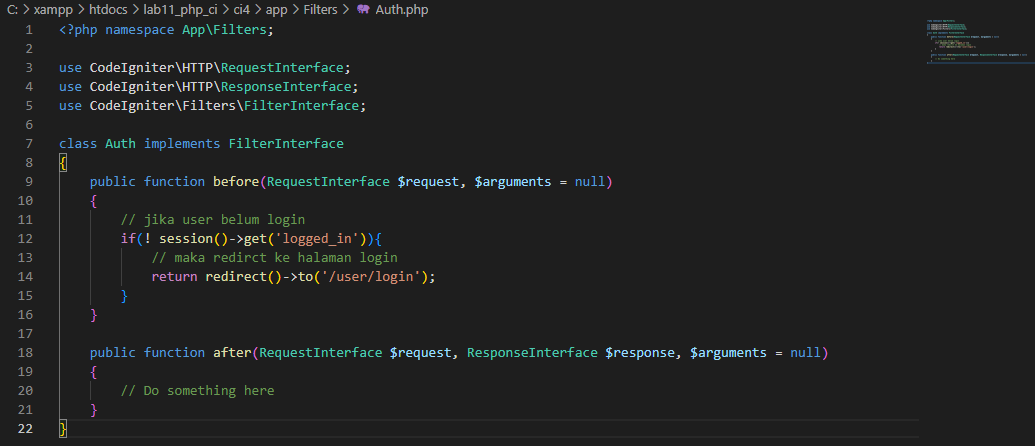 C: > xampp > htdocs > lab11_php_ci > ci4 > app > Filters > Auth.php
1 <?php namespace App\Filters;
2
3 use CodeIgniter\HTTP\RequestInterface;
4 use CodeIgniter\HTTP\ResponseInterface;
5 use CodeIgniter\Filters\FilterInterface;
6
7 class Auth implements FilterInterface
8 {
9     public function before(RequestInterface $request, $arguments = null)
10     {
11         // jika user belum login
12         if(! session()->get('logged_in')){
13             // maka redirct ke halaman login
14             return redirect()->to('/user/login');
15         }
16     }
17
18     public function after(RequestInterface $request, ResponseInterface $response, $arguments = null)
19     {
20         // Do something here
21     }
22 }